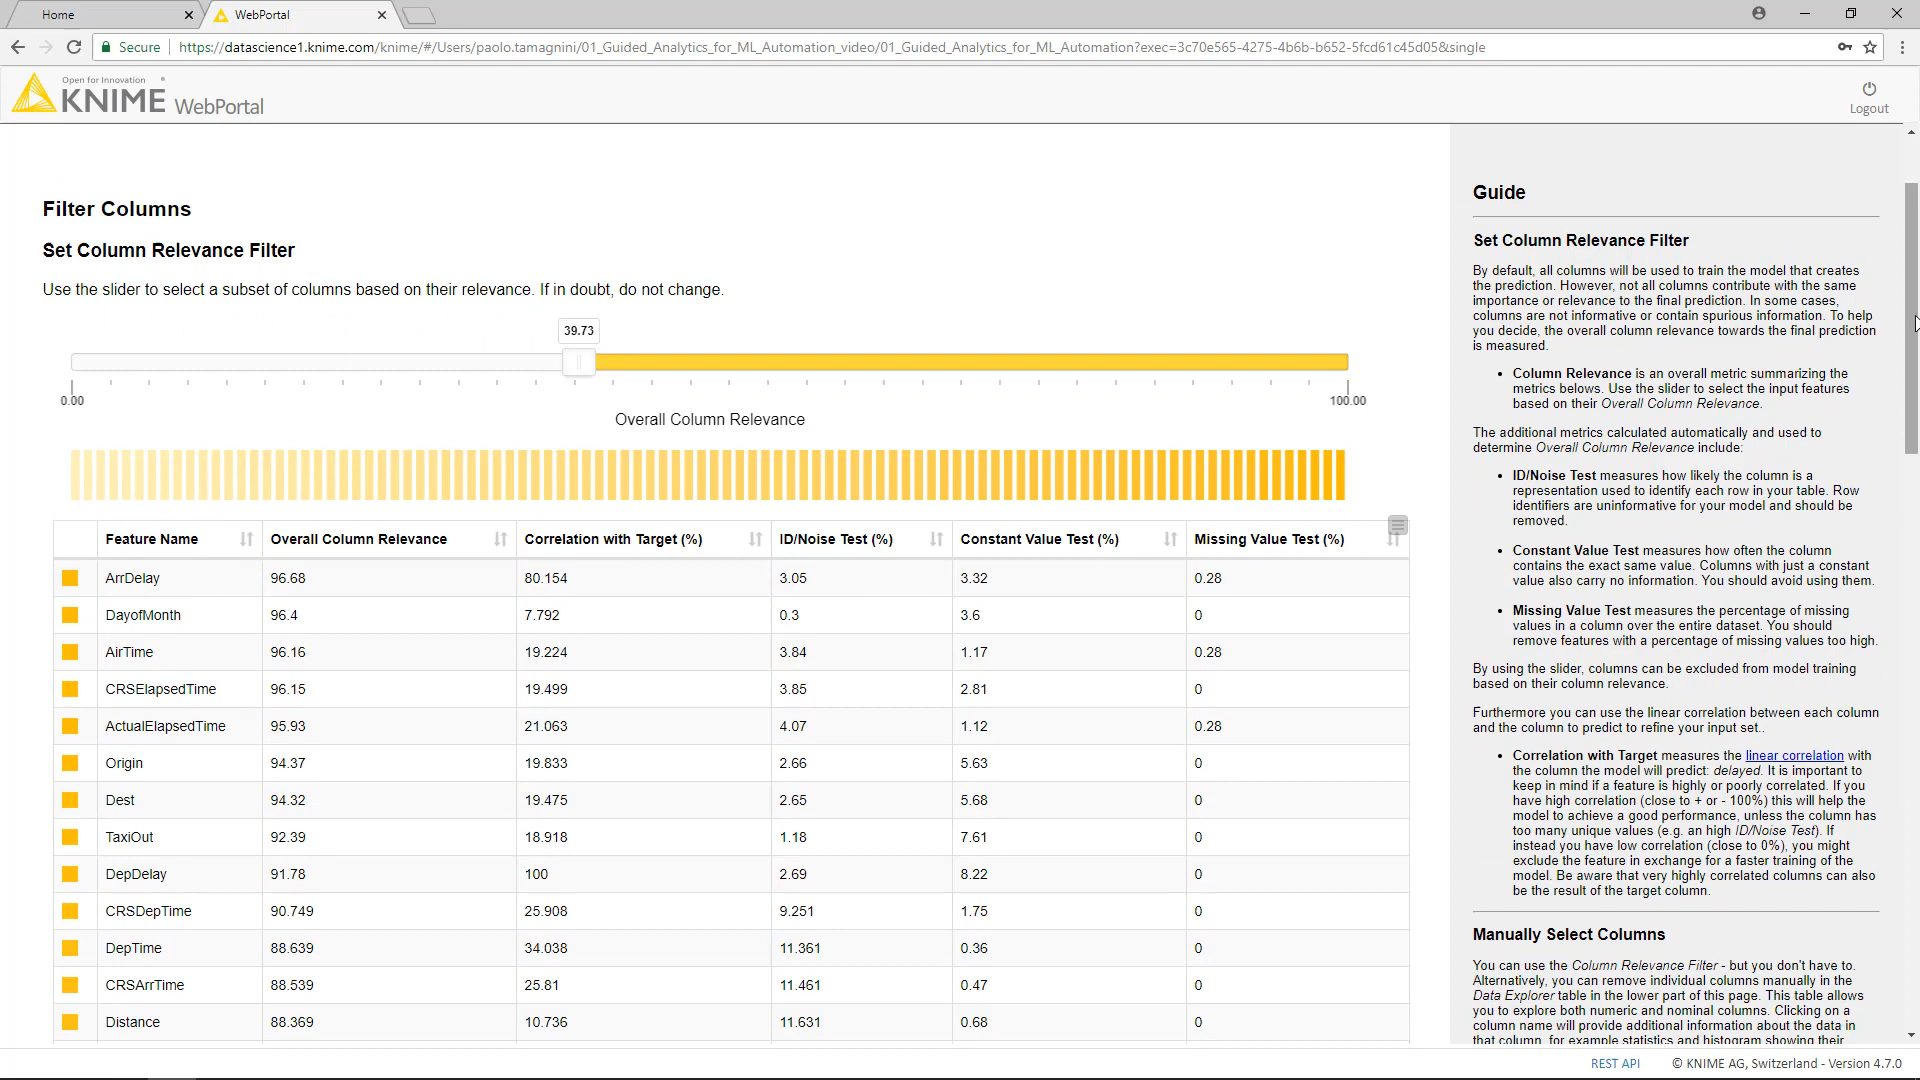 Home
WebPortal
Secure
https://datascience1.knime.com/knime/#/Users/paolo.tamagnini/01_Guided_Analytics_for_ML_Automation_video/01_Guided_Analytics_for_ML_Automation?exec=3c70e565-4275-4b6b-b652-5fcd61c45d05&single
Open for Innovation
KNIME WebPortal
Logout
Filter Columns
Set Column Relevance Filter
Use the slider to select a subset of columns based on their relevance. If in doubt, do not change.
39.73
0.00
100.00
Overall Column Relevance
Feature Name Overall Column Relevance Correlation with Target (%) ID/Noise Test (%) Constant Value Test (%) Missing Value Test (%)
ArrDelay 96.68 80.154 3.05 3.32 0.28
DayofMonth 96.4 7.792 0.3 3.6 0
AirTime 96.16 19.224 3.84 1.17 0.28
CRSElapsedTime 96.15 19.499 3.85 2.81 0
ActualElapsedTime 95.93 21.063 4.07 1.12 0.28
Origin 94.37 19.833 2.66 5.63 0
Dest 94.32 19.475 2.65 5.68 0
TaxiOut 92.39 18.918 1.18 7.61 0
DepDelay 91.78 100 2.69 8.22 0
CRSDepTime 90.749 25.908 9.251 1.75 0
DepTime 88.639 34.038 11.361 0.36 0
CRSArrTime 88.539 25.81 11.461 0.47 0
Distance 88.369 10.736 11.631 0.68 0
Guide
Set Column Relevance Filter
By default, all columns will be used to train the model that creates
the prediction. However, not all columns contribute with the same
importance or relevance to the final prediction. In some cases,
columns are not informative or contain spurious information. To help
you decide, the overall column relevance towards the final prediction
is measured.
• Column Relevance is an overall metric summarizing the
metrics belows. Use the slider to select the input features
based on their Overall Column Relevance.
The additional metrics calculated automatically and used to
determine Overall Column Relevance include:
• ID/Noise Test measures how likely the column is a
representation used to identify each row in your table. Row
identifiers are uninformative for your model and should be
removed.
• Constant Value Test measures how often the column
contains the exact same value. Columns with just a constant
value also carry no information. You should avoid using them.
• Missing Value Test measures the percentage of missing
values in a column over the entire dataset. You should
remove features with a percentage of missing values too high.
By using the slider, columns can be excluded from model training
based on their column relevance.
Furthermore you can use the linear correlation between each column
and the column to predict to refine your input set..
• Correlation with Target measures the linear correlation with
the column the model will predict: delayed. It is important to
keep in mind if a feature is highly or poorly correlated. If you
have high correlation (close to + or - 100%) this will help the
model to achieve a good performance, unless the column has
too many unique values (e.g. an high ID/Noise Test). If
instead you have low correlation (close to 0%), you might
exclude the feature in exchange for a faster training of the
model. Be aware that very highly correlated columns can also
be the result of the target column.
Manually Select Columns
You can use the Column Relevance Filter - but you don't have to.
Alternatively, you can remove individual columns manually in the
Data Explorer table in the lower part of this page. This table allows
you to explore both numeric and nominal columns. Clicking on a
column name will provide additional information about the data in
that column, for example statistics and histogram showing their
REST API © KNIME AG, Switzerland - Version 4.7.0